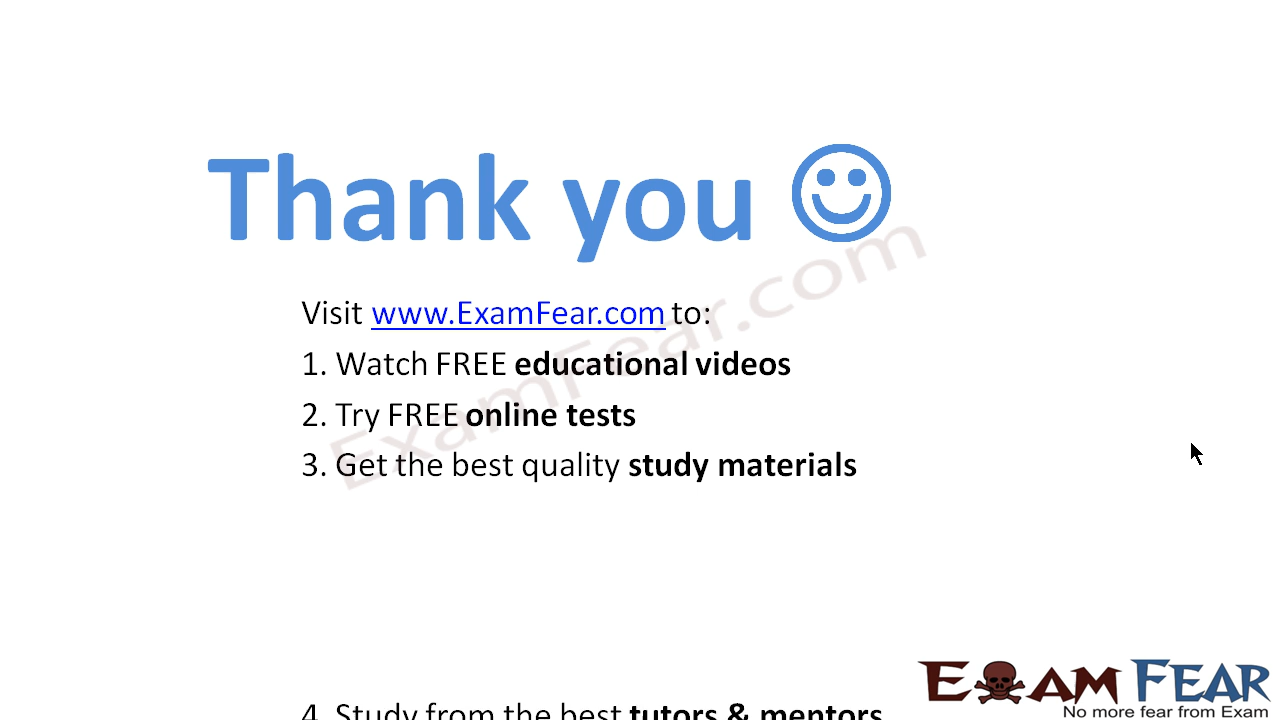 Thank you
Visit www.ExamFear.com to:
1. Watch FREE educational videos
2. Try FREE online tests
3. Get the best quality study materials
ExamFear.com
4. Study from the best tutors & mentors
EXAM FEAR
No more fear from Exam